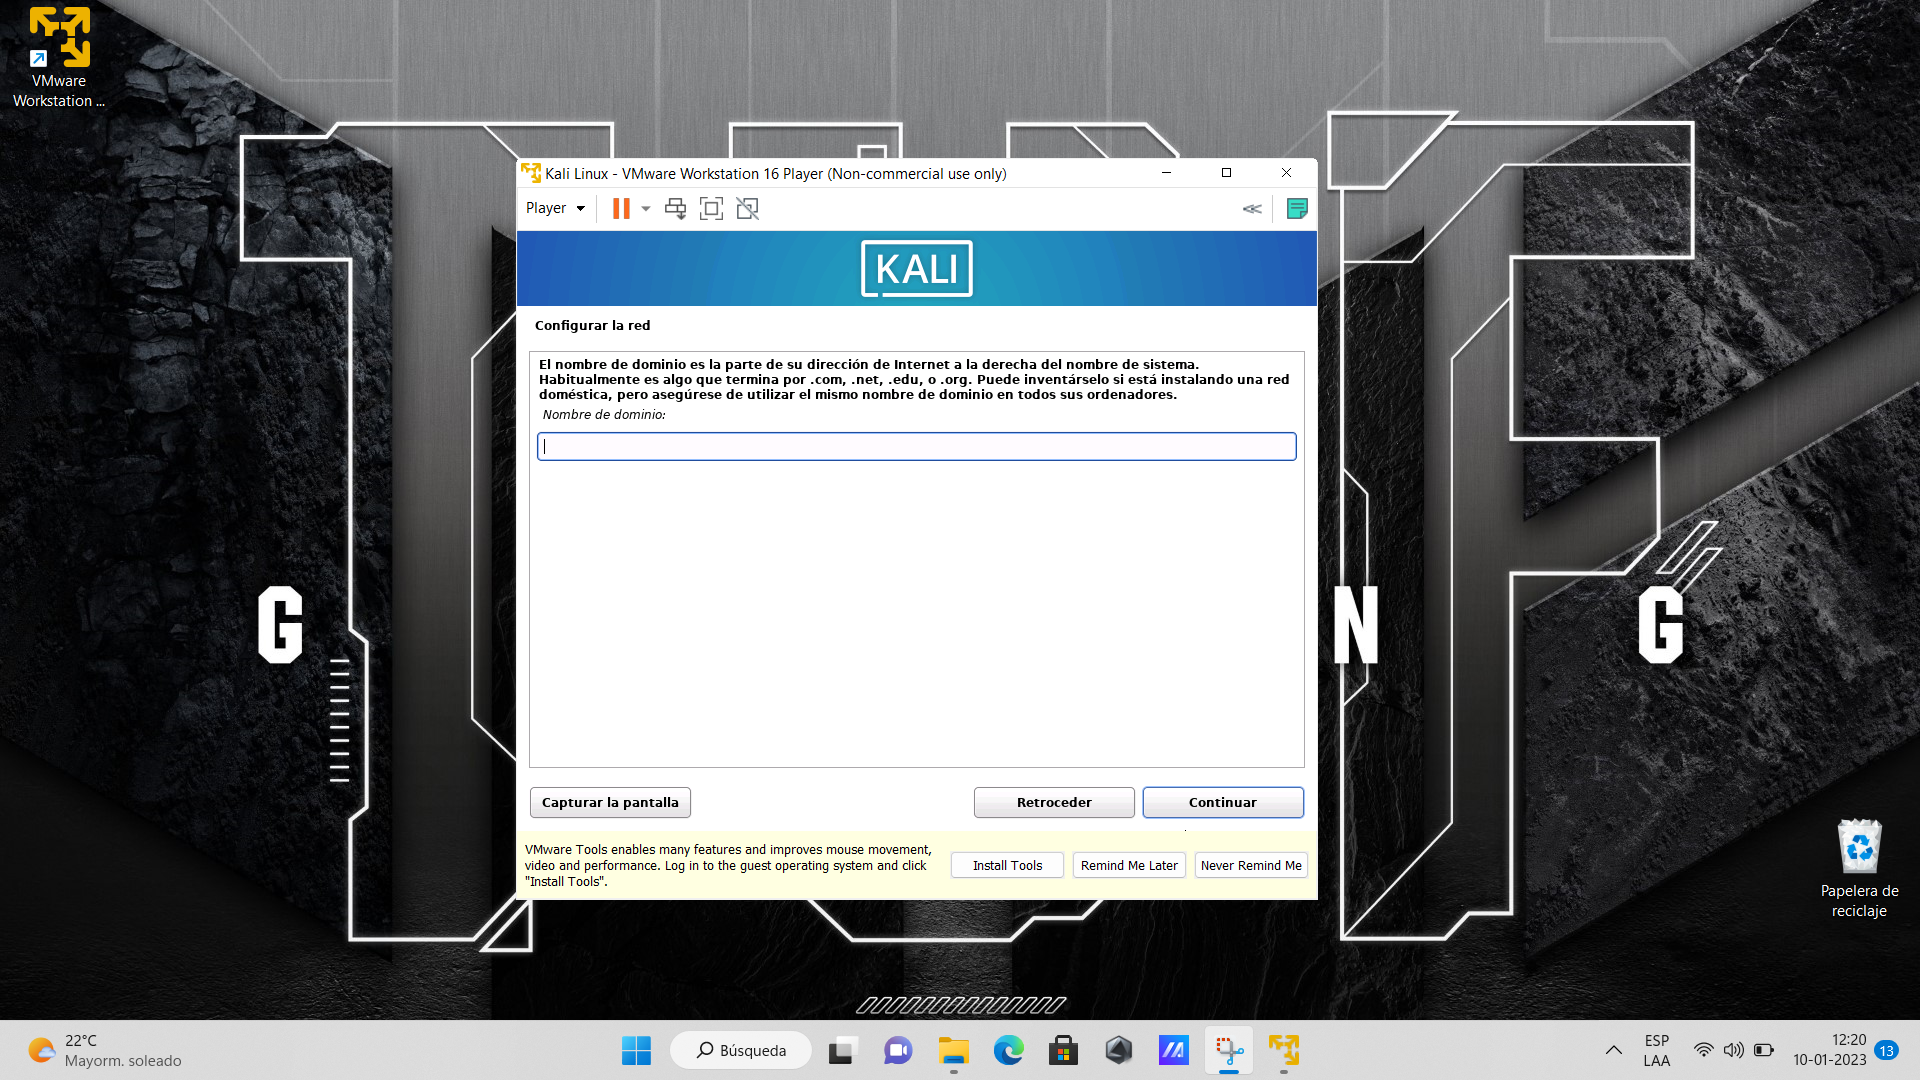 VMware
Workstation ...
Kali Linux - VMware Workstation 16 Player (Non-commercial use only)
Player
KALI
Configurar la red
El nombre de dominio es la parte de su dirección de Internet a la derecha del nombre de sistema.
Habitualmente es algo que termina por .com, .net, .edu, o .org. Puede inventárselo si está instalando una red
doméstica, pero asegúrese de utilizar el mismo nombre de dominio en todos sus ordenadores.
Nombre de dominio:
G
N
G
Capturar la pantalla
Retroceder
Continuar
VMware Tools enables many features and improves mouse movement,
video and performance. Log in to the guest operating system and click
"Install Tools".
Install Tools
Remind Me Later
Never Remind Me
Papelera de
reciclaje
22°C
Mayorm. soleado
Búsqueda
ESP
LAA
12:20
10-01-2023
13